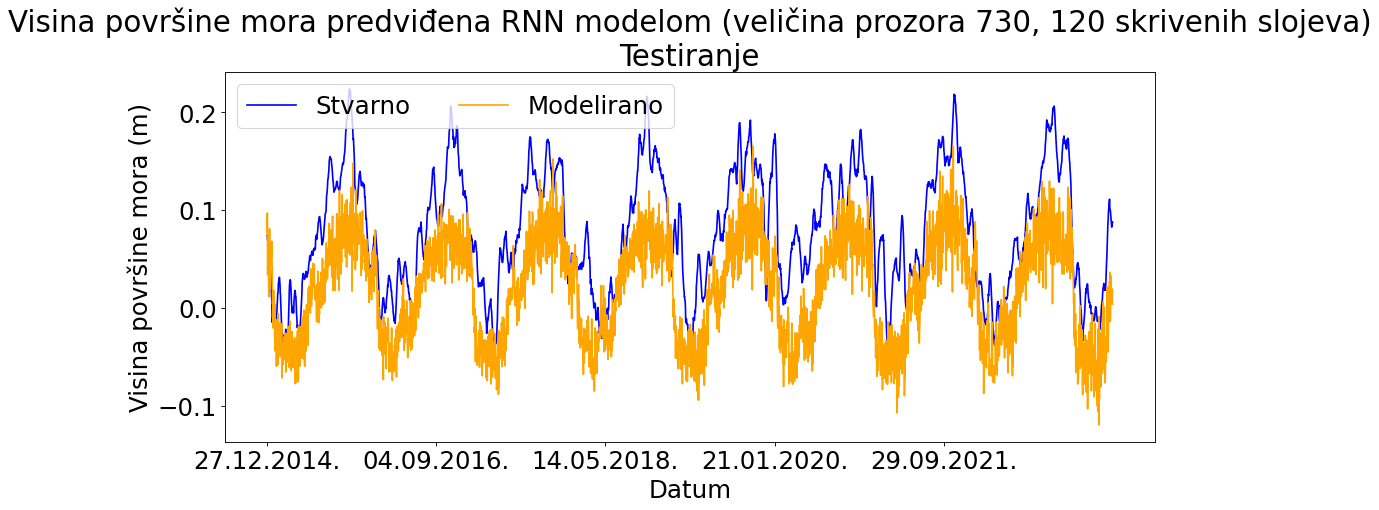 Visina površine mora predviđena RNN modelom (veličina prozora 730, 120 skrivenih slojeva)
Testiranje
Stvarno
Modelirano
Visina površine mora (m)
0.2
0.1
0.0
−0.1
27.12.2014.
04.09.2016.
14.05.2018.
21.01.2020.
29.09.2021.
Datum